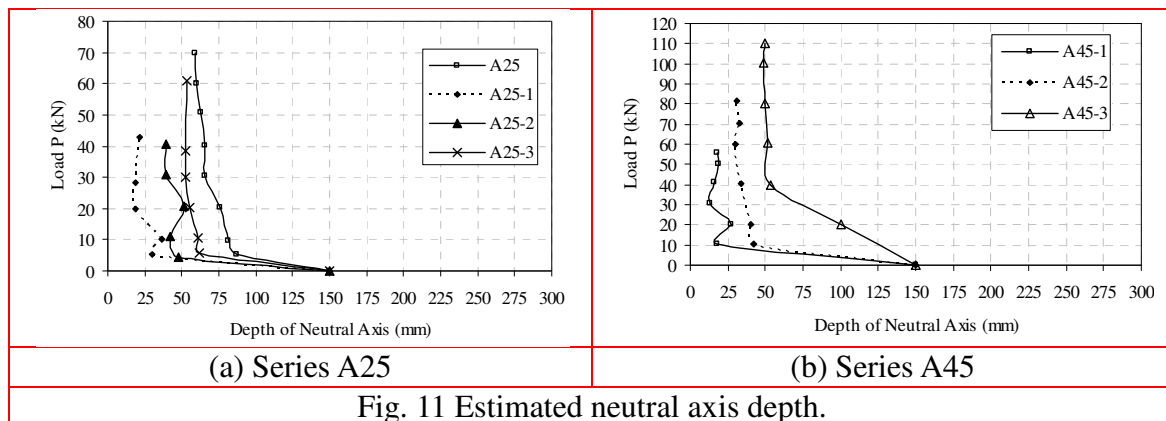 80
70
60
50
40
30
20
10
0
Load P (kN)
A25
A25-1
A25-2
A25-3
0 25 50 75 100 125 150 175 200 225 250 275 300
Depth of Neutral Axis (mm)
120
110
100
90
80
70
60
50
40
30
20
10
0
Load P (kN)
A45-1
A45-2
A45-3
0 25 50 75 100 125 150 175 200 225 250 275 300
Depth of Neutral Axis (mm)
(a) Series A25
(b) Series A45
Fig. 11 Estimated neutral axis depth.